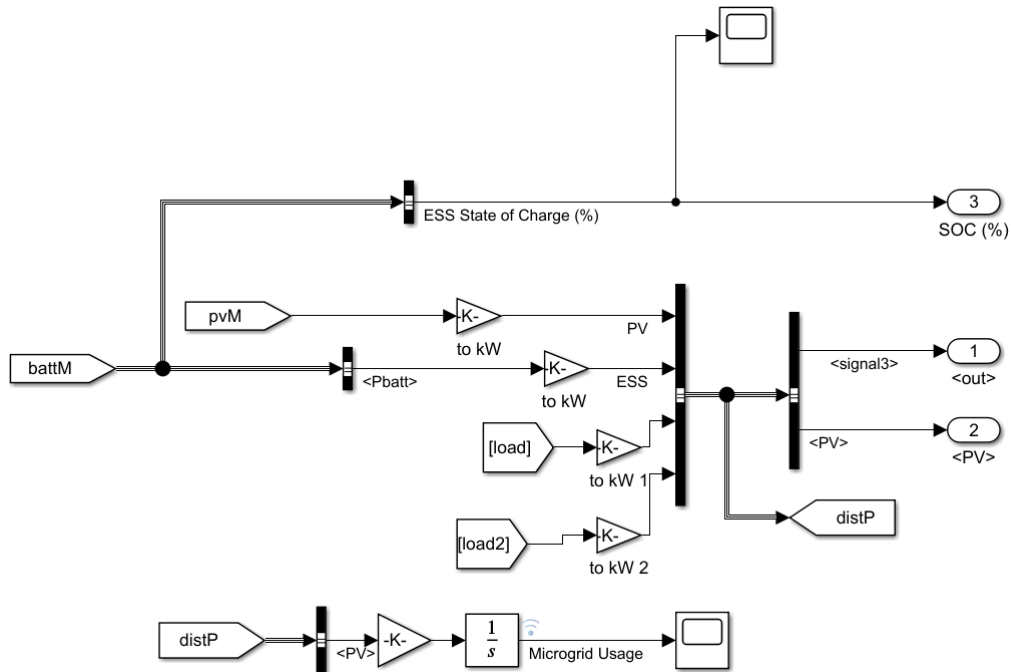 ESS State of Charge (%)
3
SOC (%)
pvM
-K-
to kW
PV
battM
<Pbatt>
-K-
to kW
ESS
<signal3>
1
<out>
[load]
-K-
to kW 1
<PV>
2
<PV>
[load2]
-K-
to kW 2
distP
distP
<PV>
-K-
1
s
Microgrid Usage